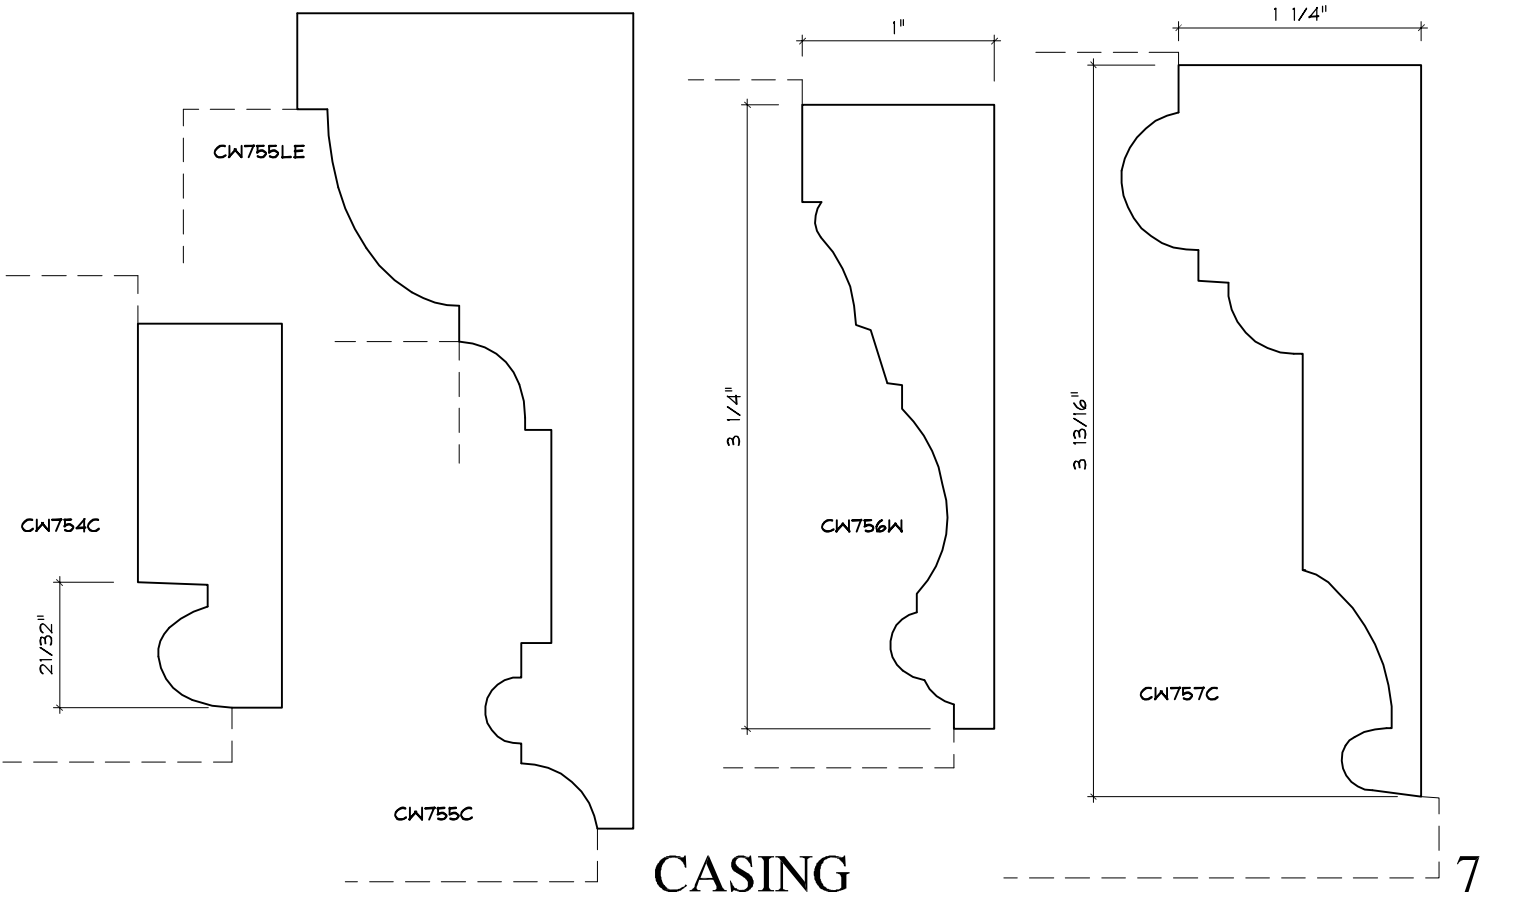 CW755LE
CW754C
21/32"
CW755C
1"
3 1/4"
CW756W
1 1/4"
3 13/16"
CW757C
CASING
7